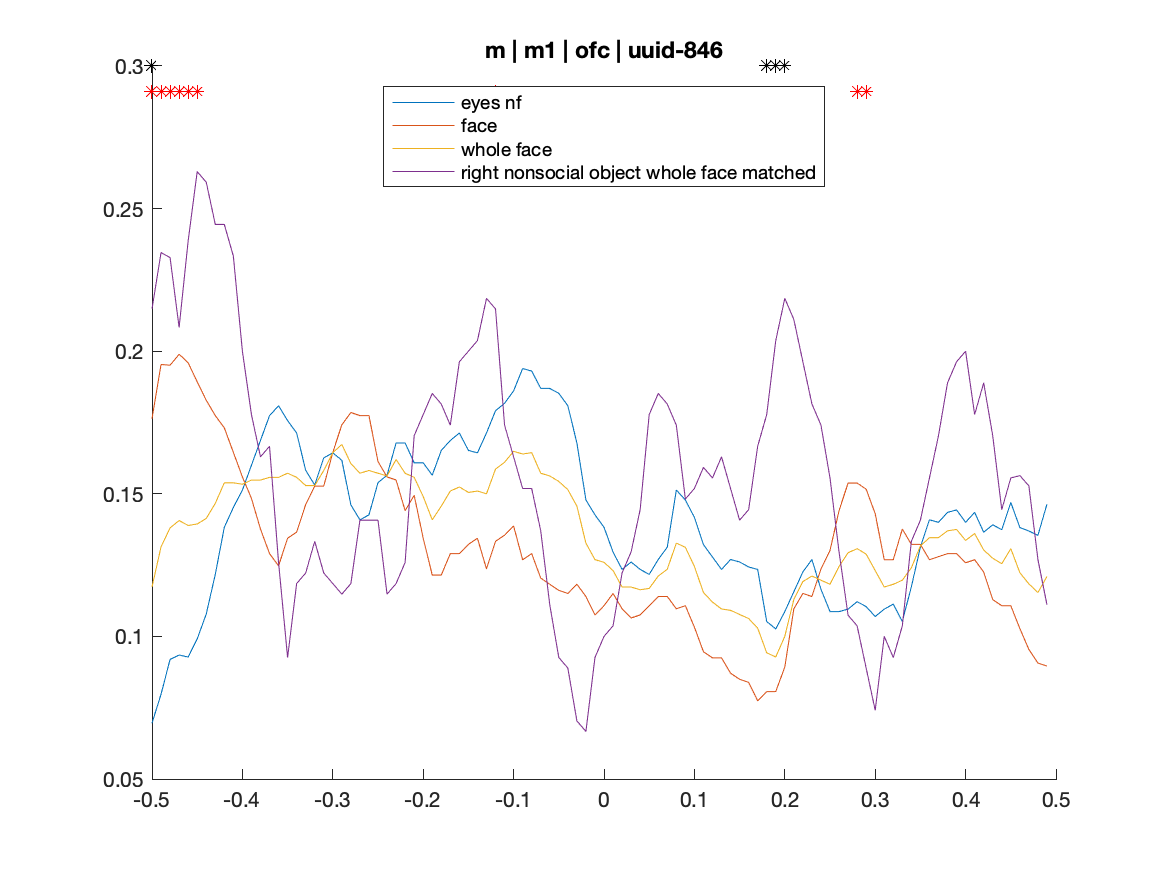 m | m1 | ofc | uuid-846
0.3
eyes nf
face
whole face
right nonsocial object whole face matched
0.25
0.2
0.15
0.1
0.05
-0.5 -0.4 -0.3 -0.2 -0.1 0 0.1 0.2 0.3 0.4 0.5